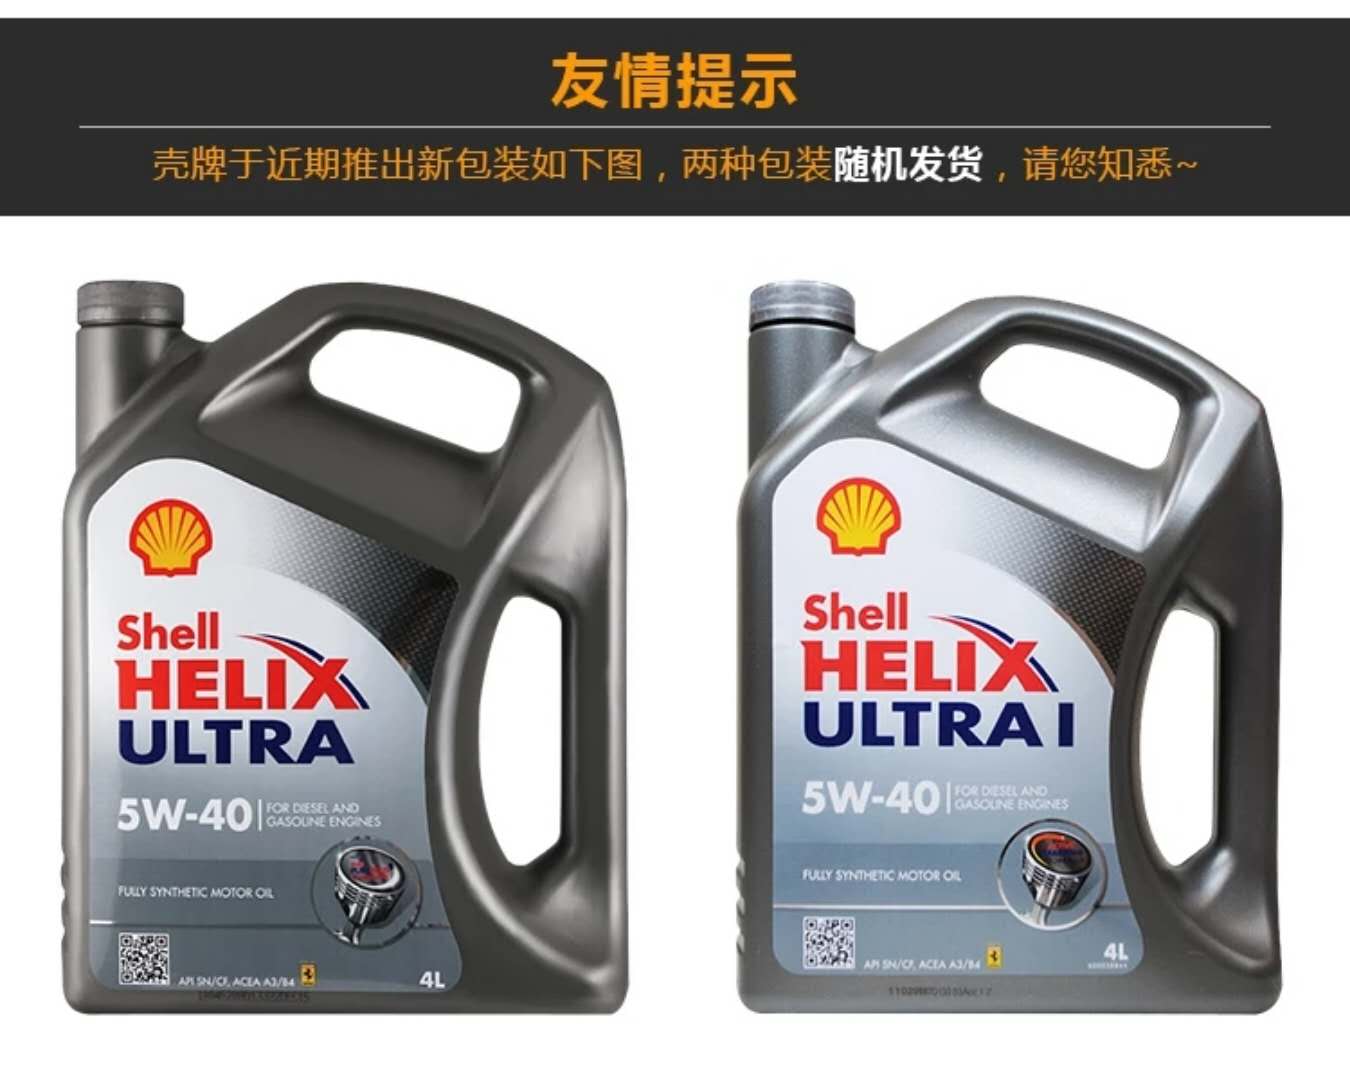 友情提示
壳牌于近期推出新包装如下图，两种包装随机发货，请您知悉~
Shell
HELIX
ULTRA
5W-40
FOR DIESEL AND
GASOLINE ENGINES
FULLY SYNTHETIC MOTOR OIL
API SN/CF, ACEA A3/B4
4L
Shell
HELIX
ULTRA I
5W-40
FOR DIESEL AND
GASOLINE ENGINES
FULLY SYNTHETIC MOTOR OIL
API SN/CF, ACEA A3/B4
4L